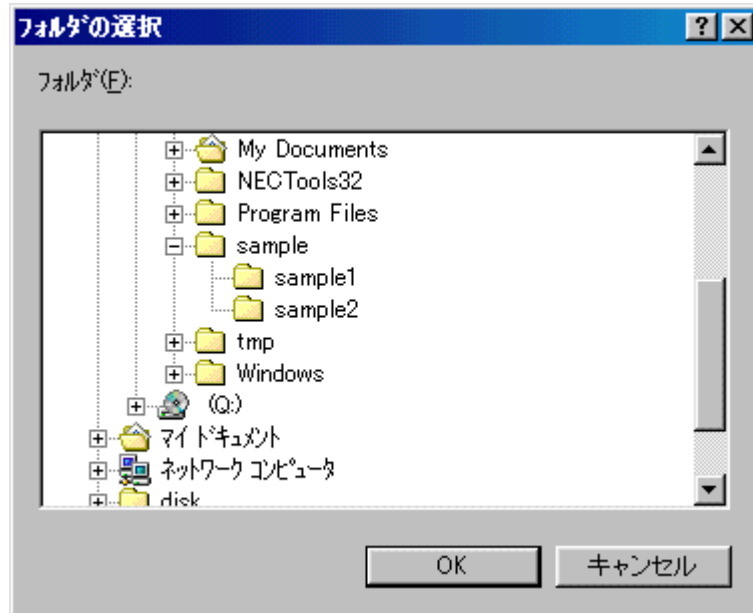 フォルダの選択
フォルダ(F):
My Documents
NECTools32
Program Files
sample
sample1
sample2
tmp
Windows
(Q:)
マイ ドキュメント
ネットワーク コンピュータ
disk
OK
キャンセル